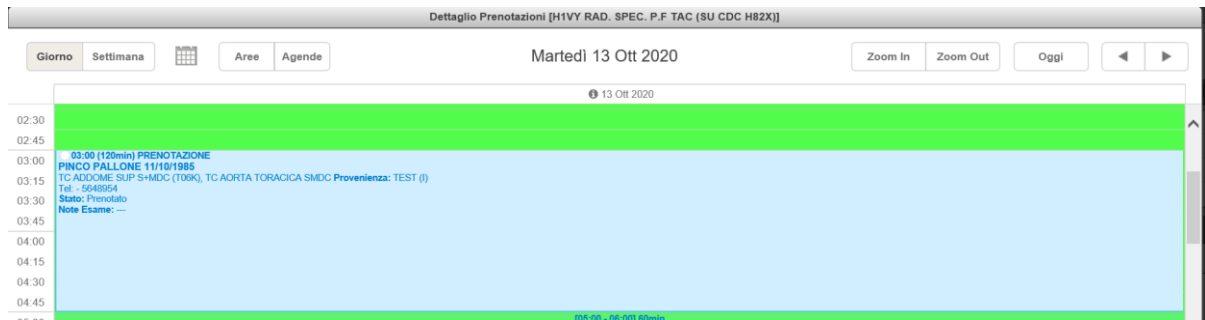 Dettaglio Prenotazioni [H1VY RAD. SPEC. P.F TAC (SU CDC H82X)]
Giorno Settimana Aree Agende Martedì 13 Ott 2020 Zoom In Zoom Out Oggi
13 Ott 2020
02:30
02:45
03:00 03:00 (120min) PRENOTAZIONE
PINCO PALLONE 11/10/1985
03:15 TC ADDOME SUP S+MDC (T06K), TC AORTA TORACICA SMDC Provenienza: TEST (I)
Tel: - 5648954
03:30 Stato: Prenotato
Note Esame: ---
03:45
04:00
04:15
04:30
04:45
[05:00 - 06:00] 60min